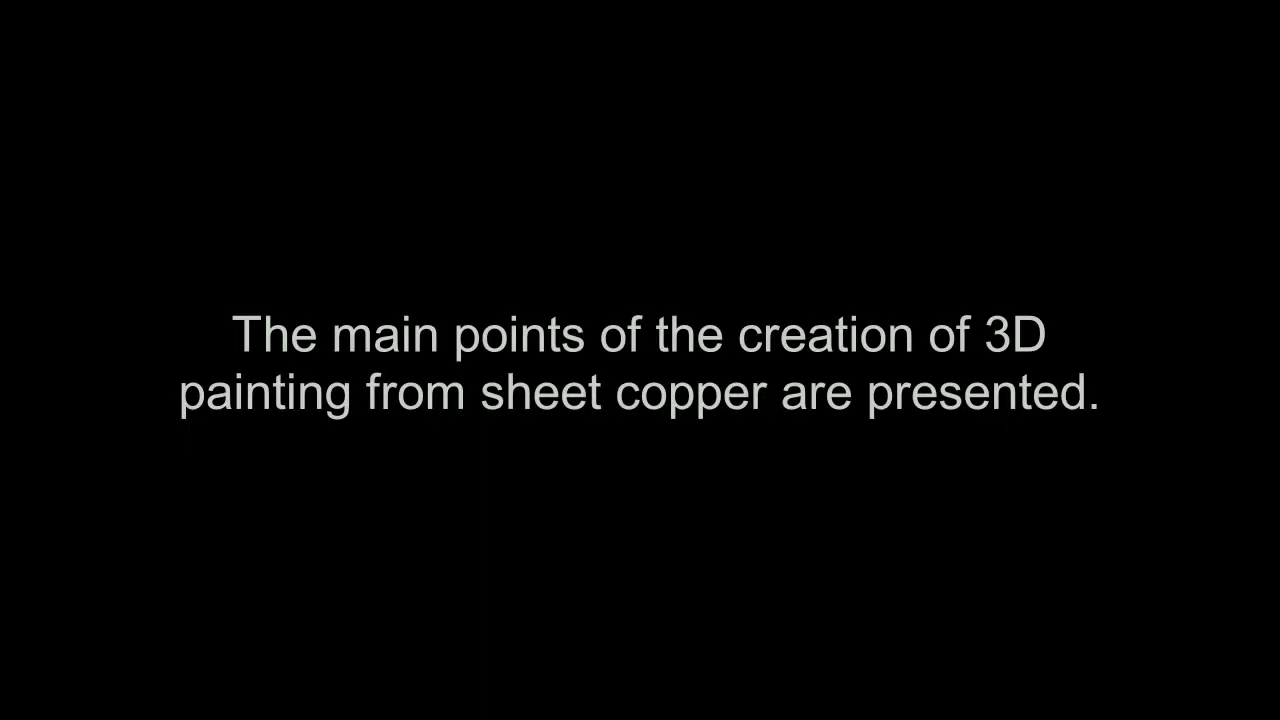 The main points of the creation of 3D
painting from sheet copper are presented.